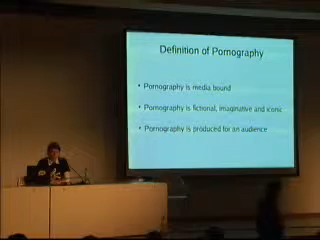 Definition of Pornography
• Pornography is media bound
• Pornography is fictional, imaginative and iconic
• Pornography is produced for an audience